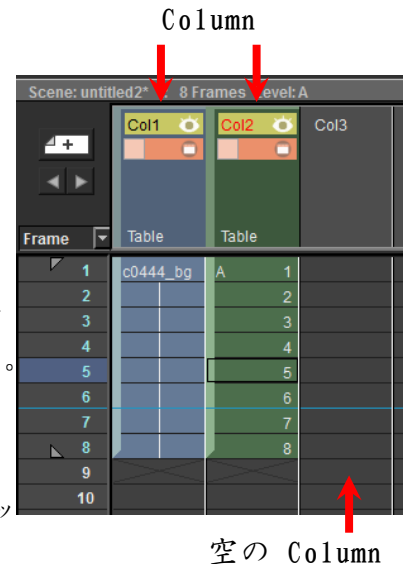 Column
Scene: untitled2* : 8 Frames Level: A
Col1 Col2 Col3
+
Frame Table Table
1 c0444_bg A 1
2 2
3 3
4 4
。
5 5
6 6
7 7
8 8
9
ッ
10
空の Column